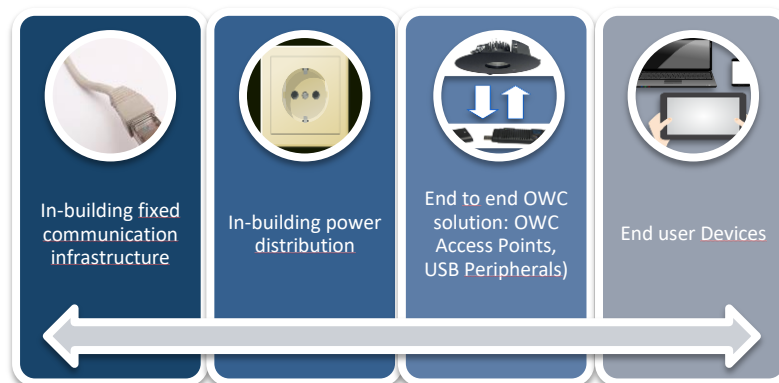 In-building fixed
communication
infrastructure
In-building power
distribution
End to end OWC
solution: OWC
Access Points,
USB Peripherals)
End user Devices